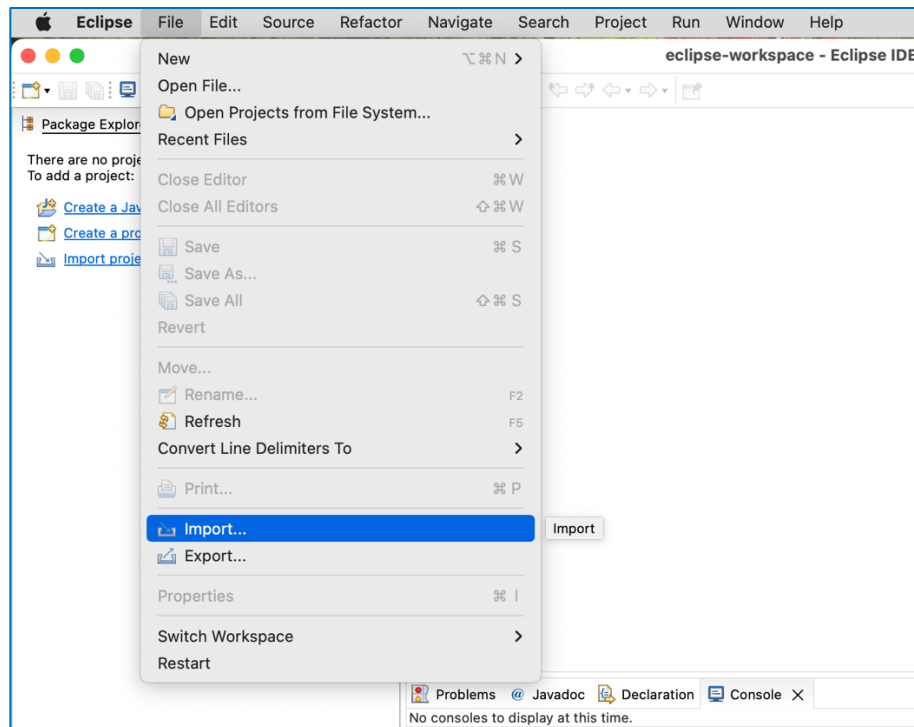 Eclipse File Edit Source Refactor Navigate Search Project Run Window Help
eclipse-workspace - Eclipse IDE
New ⌥⌘N
Open File...
Open Projects from File System...
Recent Files
Close Editor ⌘W
Close All Editors ⇧⌘W
Save ⌘S
Save As...
Save All ⇧⌘S
Revert
Move...
Rename... F2
Refresh F5
Convert Line Delimiters To
Print... ⌘P
Import...
Import
Export...
Properties ⌘I
Switch Workspace
Restart
Package Explor
There are no proje
To add a project:
Create a Jav
Create a pro
Import proje
Problems @ Javadoc Declaration Console
No consoles to display at this time.